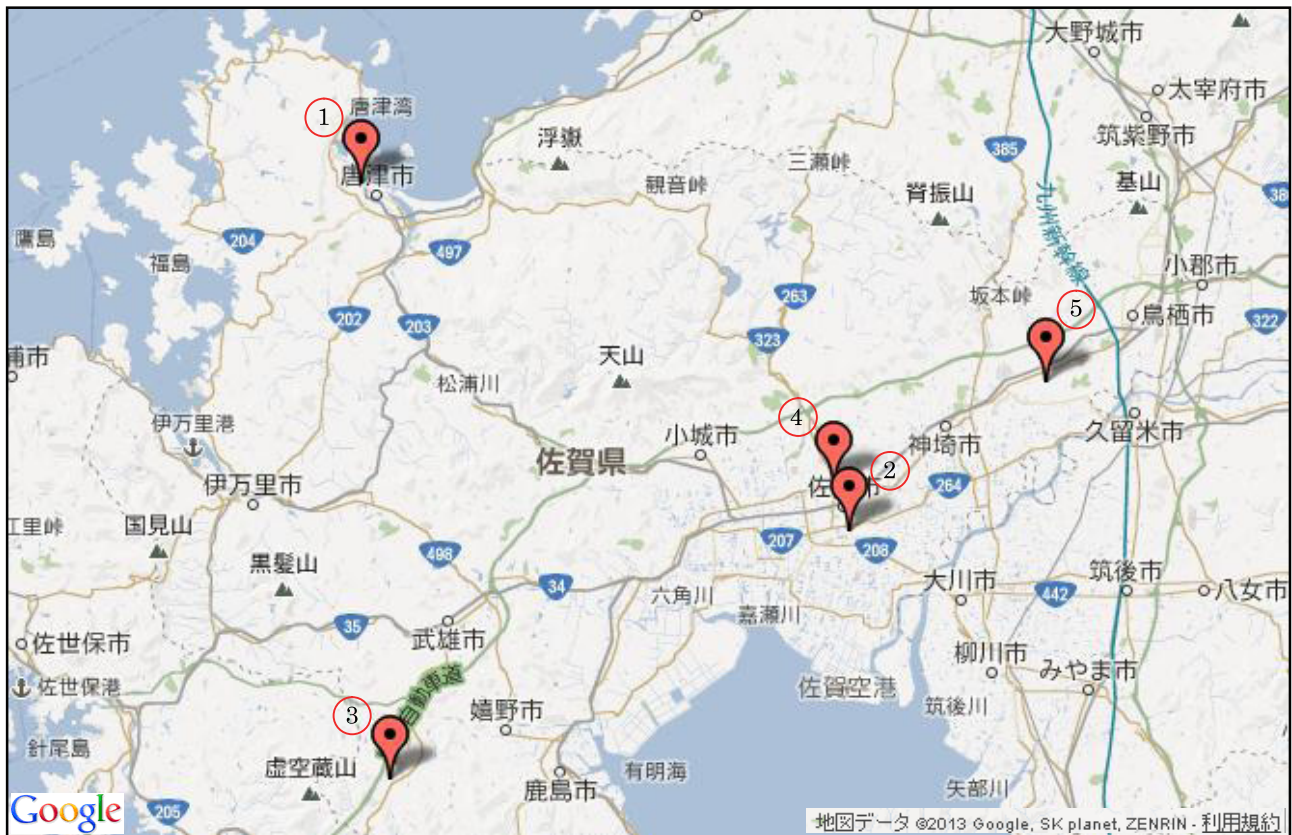 大野城市
太宰府市
①
唐津湾
筑紫野市
浮嶽
三瀬峠
385
唐津市
観音峠
脊振山
基山
九州新幹線
鷹島
204
497
福島
小郡市
263
坂本峠
⑤
202
203
鳥栖市
322
323
天山
松浦川
④
伊万里港
小城市
神埼市
久留米市
佐賀県
②
伊万里市
264
江里峠
国見山
207
208
498
黒髪山
34
大川市
筑後市
八女市
六角川
442
嘉瀬川
35
武雄市
佐世保市
柳川市
みやま市
自動車道
佐世保港
佐賀空港
③
嬉野市
筑後川
針尾島
虚空蔵山
有明海
鹿島市
矢部川
205
Google
地図データ ©2013 Google, SK planet, ZENRIN - 利用規約